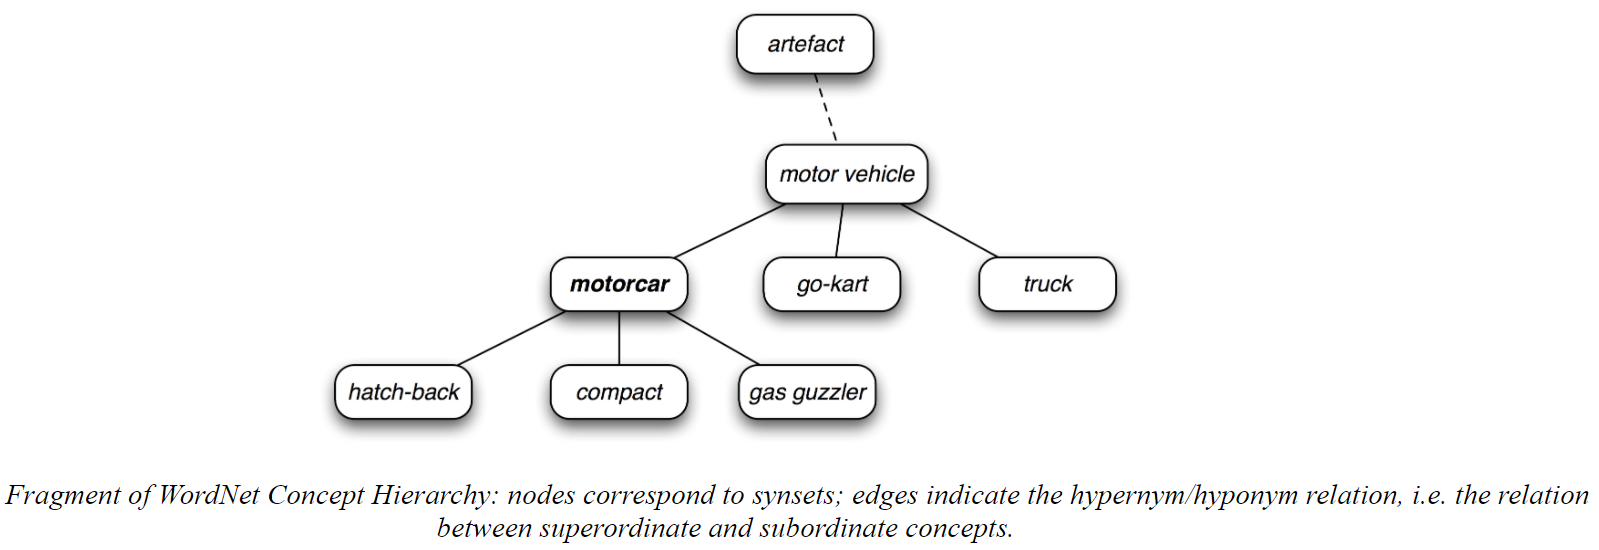 artefact
motor vehicle
motorcar
go-kart
truck
hatch-back
compact
gas guzzler
Fragment of WordNet Concept Hierarchy: nodes correspond to synsets; edges indicate the hypernym/hyponym relation, i.e. the relation
between superordinate and subordinate concepts.